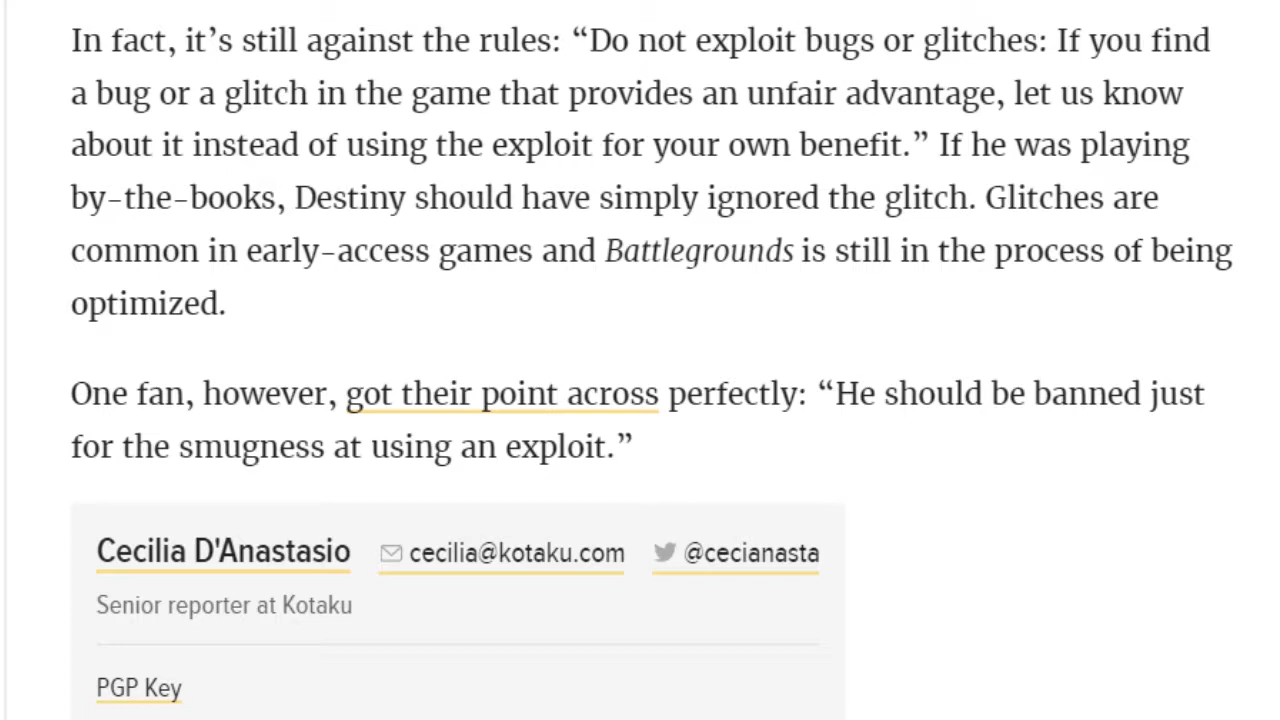 In fact, it’s still against the rules: “Do not exploit bugs or glitches: If you find
a bug or a glitch in the game that provides an unfair advantage, let us know
about it instead of using the exploit for your own benefit.” If he was playing
by-the-books, Destiny should have simply ignored the glitch. Glitches are
common in early-access games and Battlegrounds is still in the process of being
optimized.
One fan, however, got their point across perfectly: “He should be banned just
for the smugness at using an exploit.”
Cecilia D'Anastasio cecilia@kotaku.com @cecianasta
Senior reporter at Kotaku
PGP Key